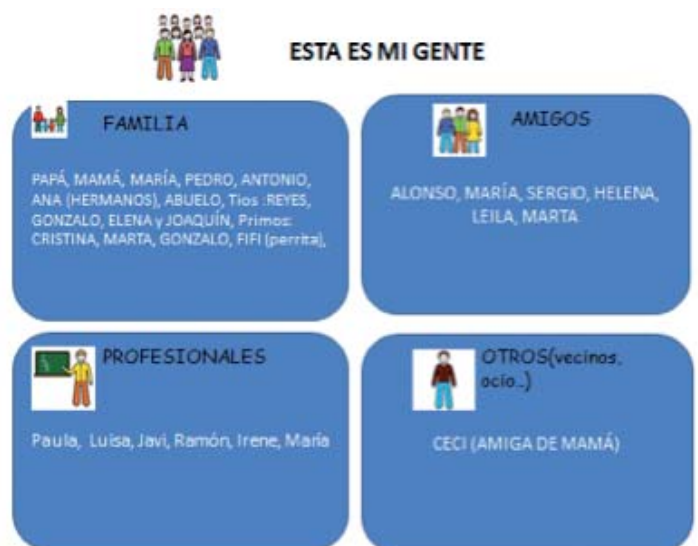 ESTA ES MI GENTE
FAMILIA
PAPÁ, MAMÁ, MARÍA, PEDRO, ANTONIO,
ANA (HERMANOS), ABUELO, Tios :REYES,
GONZALO, ELENA y JOAQUÍN, Primos:
CRISTINA, MARTA, GONZALO, FIFI (perrita),
AMIGOS
ALONSO, MARÍA, SERGIO, HELENA,
LEILA, MARTA
PROFESIONALES
Paula, Luisa, Javi, Ramón, Irene, María
OTROS(vecinos,
ocio..)
CECI (AMIGA DE MAMÁ)